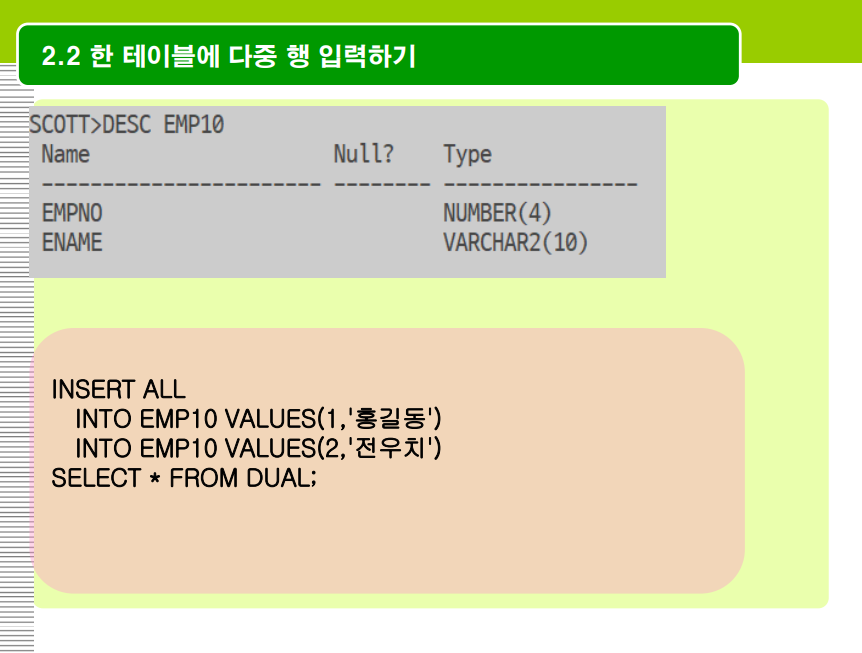 2.2 한 테이블에 다중 행 입력하기
SCOTT>DESC EMP10
Name Null? Type
----------------------- -------- ----------------
EMPNO NUMBER(4)
ENAME VARCHAR2(10)
INSERT ALL
INTO EMP10 VALUES(1,'홍길동')
INTO EMP10 VALUES(2,'전우치')
SELECT * FROM DUAL;